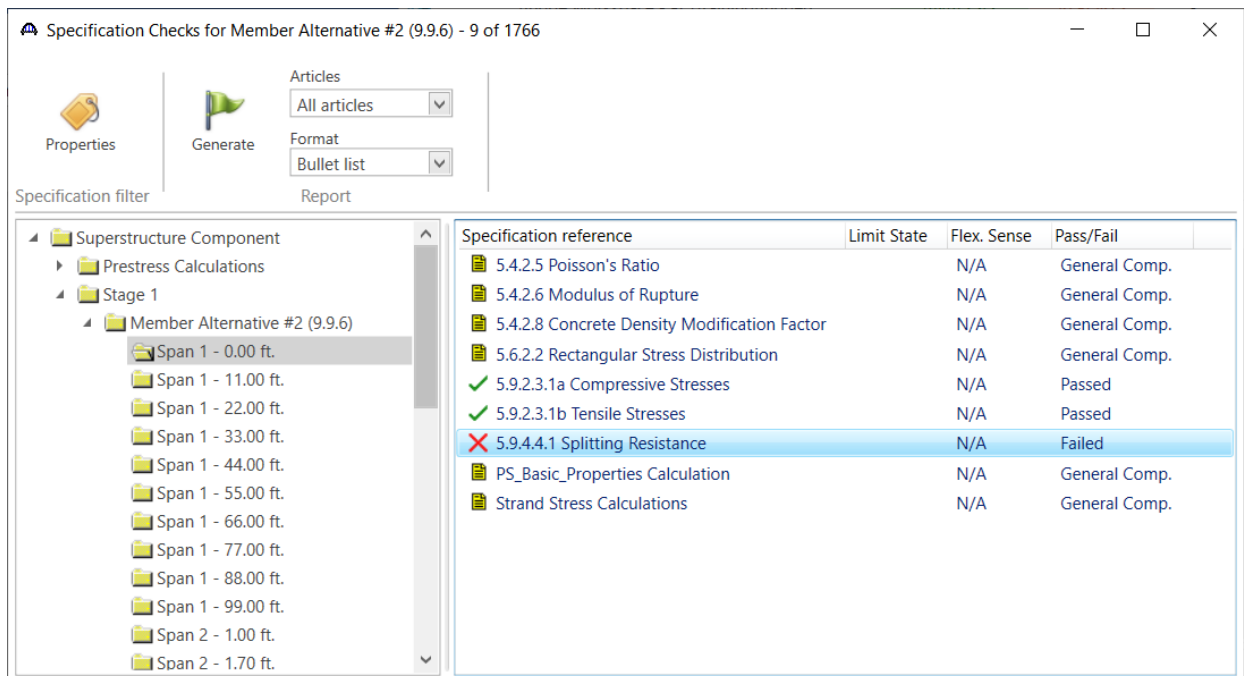 Specification Checks for Member Alternative #2 (9.9.6) - 9 of 1766
Properties
Specification filter
Generate
Articles
All articles
Format
Bullet list
Report
Superstructure Component
Prestress Calculations
Stage 1
Member Alternative #2 (9.9.6)
Span 1 - 0.00 ft.
Span 1 - 11.00 ft.
Span 1 - 22.00 ft.
Span 1 - 33.00 ft.
Span 1 - 44.00 ft.
Span 1 - 55.00 ft.
Span 1 - 66.00 ft.
Span 1 - 77.00 ft.
Span 1 - 88.00 ft.
Span 1 - 99.00 ft.
Span 2 - 1.00 ft.
Span 2 - 1.70 ft.
Specification reference Limit State Flex. Sense Pass/Fail
5.4.2.5 Poisson's Ratio N/A General Comp.
5.4.2.6 Modulus of Rupture N/A General Comp.
5.4.2.8 Concrete Density Modification Factor N/A General Comp.
5.6.2.2 Rectangular Stress Distribution N/A General Comp.
5.9.2.3.1a Compressive Stresses N/A Passed
5.9.2.3.1b Tensile Stresses N/A Passed
5.9.4.4.1 Splitting Resistance N/A Failed
PS_Basic_Properties Calculation N/A General Comp.
Strand Stress Calculations N/A General Comp.